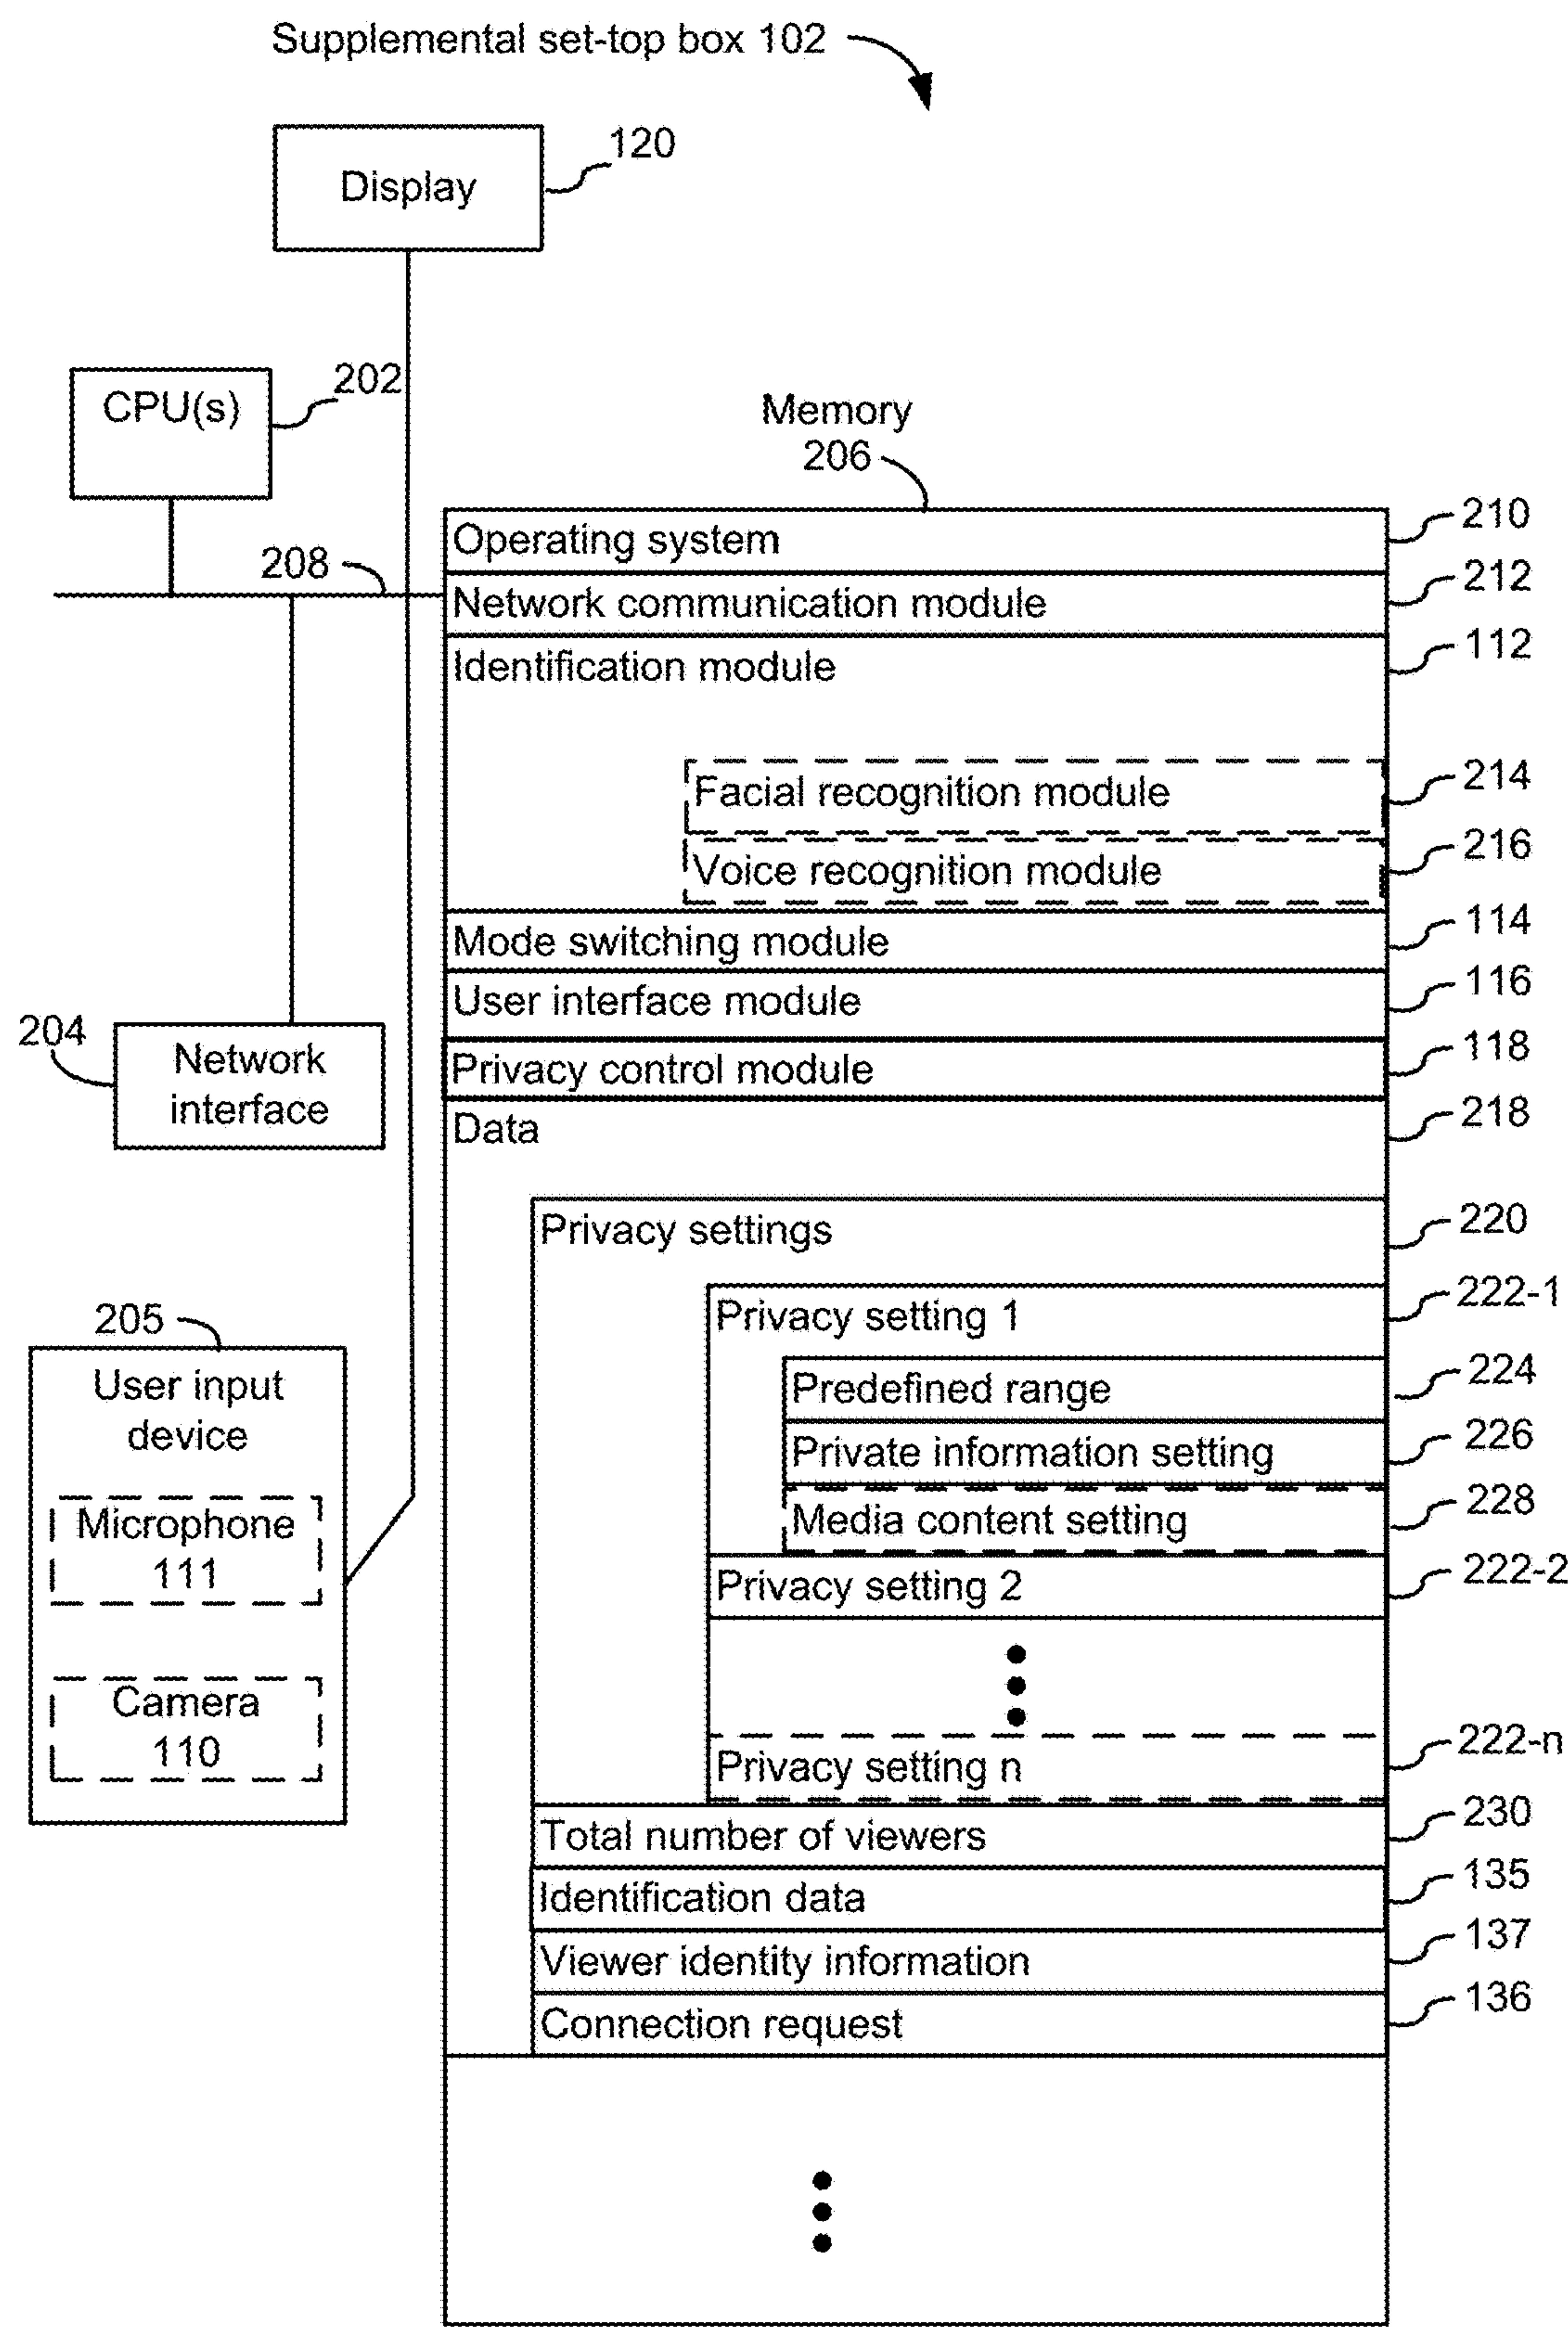 Supplemental set-top box 102
Display
120
CPU(s)
202
Memory
206
208
Operating system
210
Network communication module
212
Identification module
112
Facial recognition module
214
Voice recognition module
216
Mode switching module
114
User interface module
116
204
Network
interface
Privacy control module
118
Data
218
Privacy settings
220
Privacy setting 1
222-1
Predefined range
224
Private information setting
226
Media content setting
228
Privacy setting 2
222-2
Privacy setting n
222-n
205
User input
device
Microphone
111
Camera
110
Total number of viewers
230
Identification data
135
Viewer identity information
137
Connection request
136